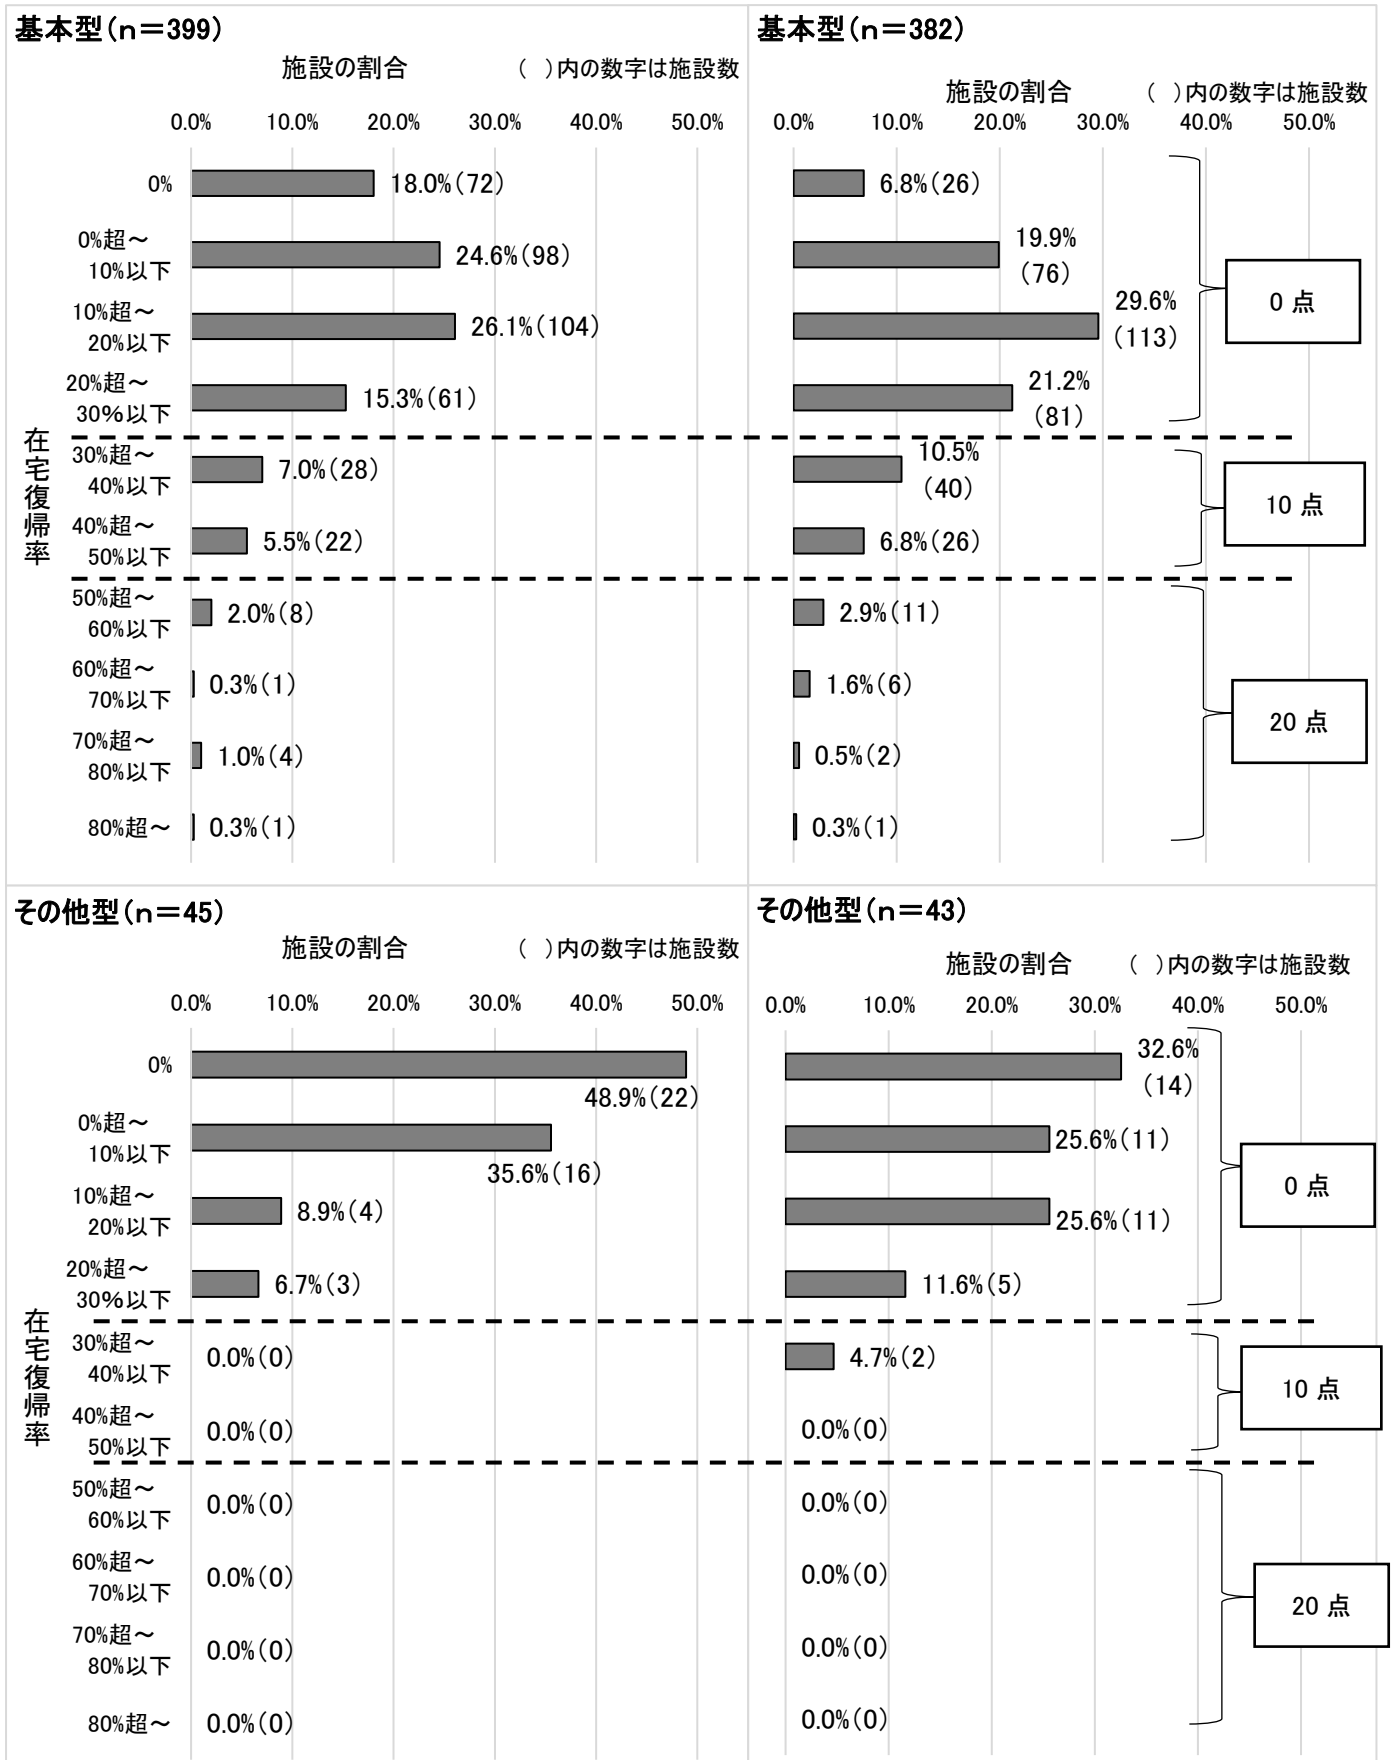 基本型(n=399)
施設の割合 ( )内の数字は施設数
0.0% 10.0% 20.0% 30.0% 40.0% 50.0%
在宅復帰率
0% 18.0%(72)
0%超～
10%以下 24.6%(98)
10%超～
20%以下 26.1%(104)
20%超～
30%以下 15.3%(61)
30%超～
40%以下 7.0%(28)
40%超～
50%以下 5.5%(22)
50%超～
60%以下 2.0%(8)
60%超～
70%以下 0.3%(1)
70%超～
80%以下 1.0%(4)
80%超～ 0.3%(1)
基本型(n=382)
施設の割合 ( )内の数字は施設数
0.0% 10.0% 20.0% 30.0% 40.0% 50.0%
6.8%(26)
19.9%
(76)
29.6%
(113)
21.2%
(81)
0 点
10.5%
(40)
6.8%(26)
10 点
2.9%(11)
1.6%(6)
0.5%(2)
0.3%(1)
20 点
その他型(n=45)
施設の割合 ( )内の数字は施設数
0.0% 10.0% 20.0% 30.0% 40.0% 50.0%
在宅復帰率
0%
48.9%(22)
0%超～
10%以下
35.6%(16)
10%超～
20%以下 8.9%(4)
20%超～
30%以下 6.7%(3)
30%超～
40%以下 0.0%(0)
40%超～
50%以下 0.0%(0)
50%超～
60%以下 0.0%(0)
60%超～
70%以下 0.0%(0)
70%超～
80%以下 0.0%(0)
80%超～ 0.0%(0)
その他型(n=43)
施設の割合 ( )内の数字は施設数
0.0% 10.0% 20.0% 30.0% 40.0% 50.0%
32.6%
(14)
25.6%(11)
25.6%(11)
11.6%(5)
0 点
4.7%(2)
0.0%(0)
10 点
0.0%(0)
0.0%(0)
0.0%(0)
0.0%(0)
20 点